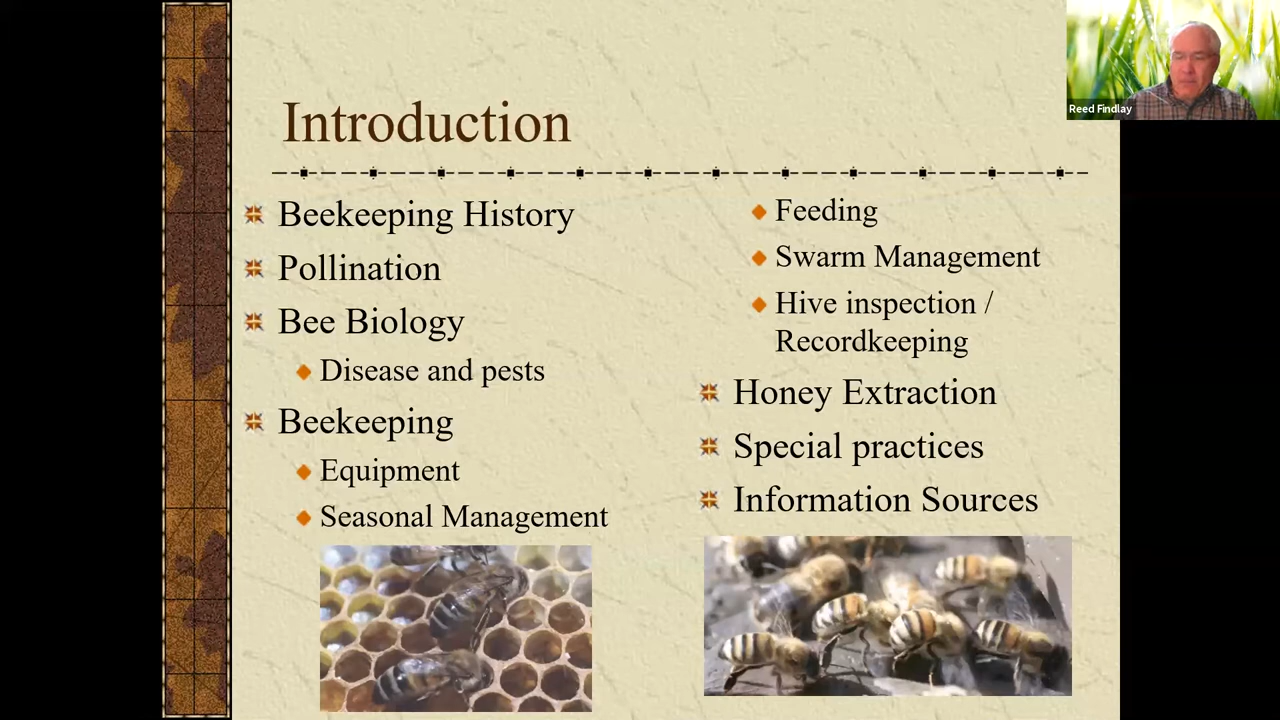 Introduction
Beekeeping History
Pollination
Bee Biology
Disease and pests
Beekeeping
Equipment
Seasonal Management
Feeding
Swarm Management
Hive inspection /
Recordkeeping
Honey Extraction
Special practices
Information Sources
Reed Findlay